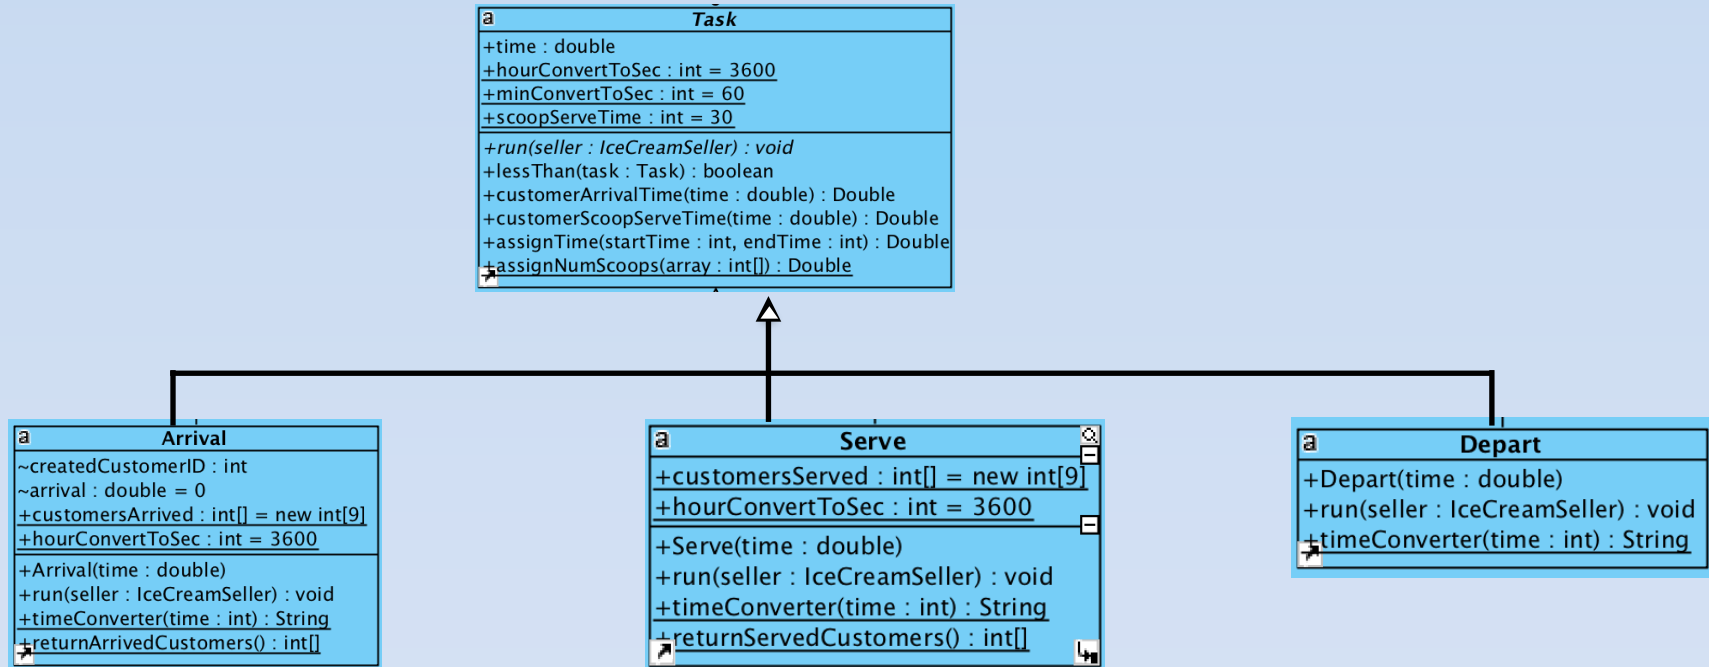 a
Task
+time : double
+hourConvertToSec : int = 3600
+minConvertToSec : int = 60
+scoopServeTime : int = 30
+run(seller : IceCreamSeller) : void
+lessThan(task : Task) : boolean
+customerArrivalTime(time : double) : Double
+customerScoopServeTime(time : double) : Double
+assignTime(startTime : int, endTime : int) : Double
+assignNumScoops(array : int[]) : Double
a
Arrival
~createdCustomerID : int
~arrival : double = 0
+customersArrived : int[] = new int[9]
+hourConvertToSec : int = 3600
+Arrival(time : double)
+run(seller : IceCreamSeller) : void
+timeConverter(time : int) : String
+returnArrivedCustomers() : int[]
a
Serve
+customersServed : int[] = new int[9]
+hourConvertToSec : int = 3600
+Serve(time : double)
+run(seller : IceCreamSeller) : void
+timeConverter(time : int) : String
+returnServedCustomers() : int[]
a
Depart
+Depart(time : double)
+run(seller : IceCreamSeller) : void
+timeConverter(time : int) : String